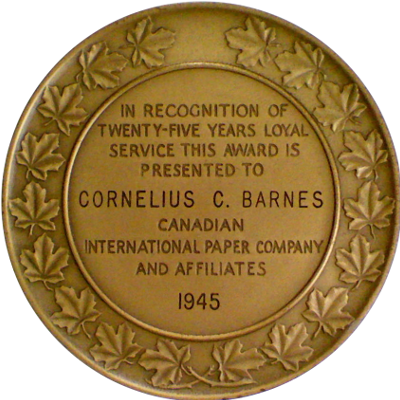 IN RECOGNITION OF
TWENTY-FIVE YEARS LOYAL
SERVICE THIS AWARD IS
PRESENTED TO
CORNELIUS C. BARNES
CANADIAN
INTERNATIONAL PAPER COMPANY
AND AFFILIATES
1945